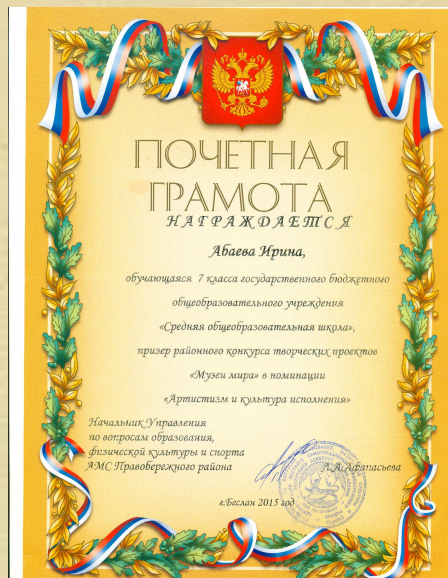 ПОЧЕТНАЯ
ГРАМОТА
НАГРАЖДАЕТСЯ
Абаева Ирина,
обучающаяся 7 класса государственного бюджетного
общеобразовательного учреждения
«Средняя общеобразовательная школа»,
призер районного конкурса творческих проектов
«Музеи мира» в номинации
«Артистизм и культура исполнения»
Начальник Управления
по вопросам образования,
физической культуры и спорта
АМС Правобережного района
Л.А.Афанасьева
г.Беслан 2015 год